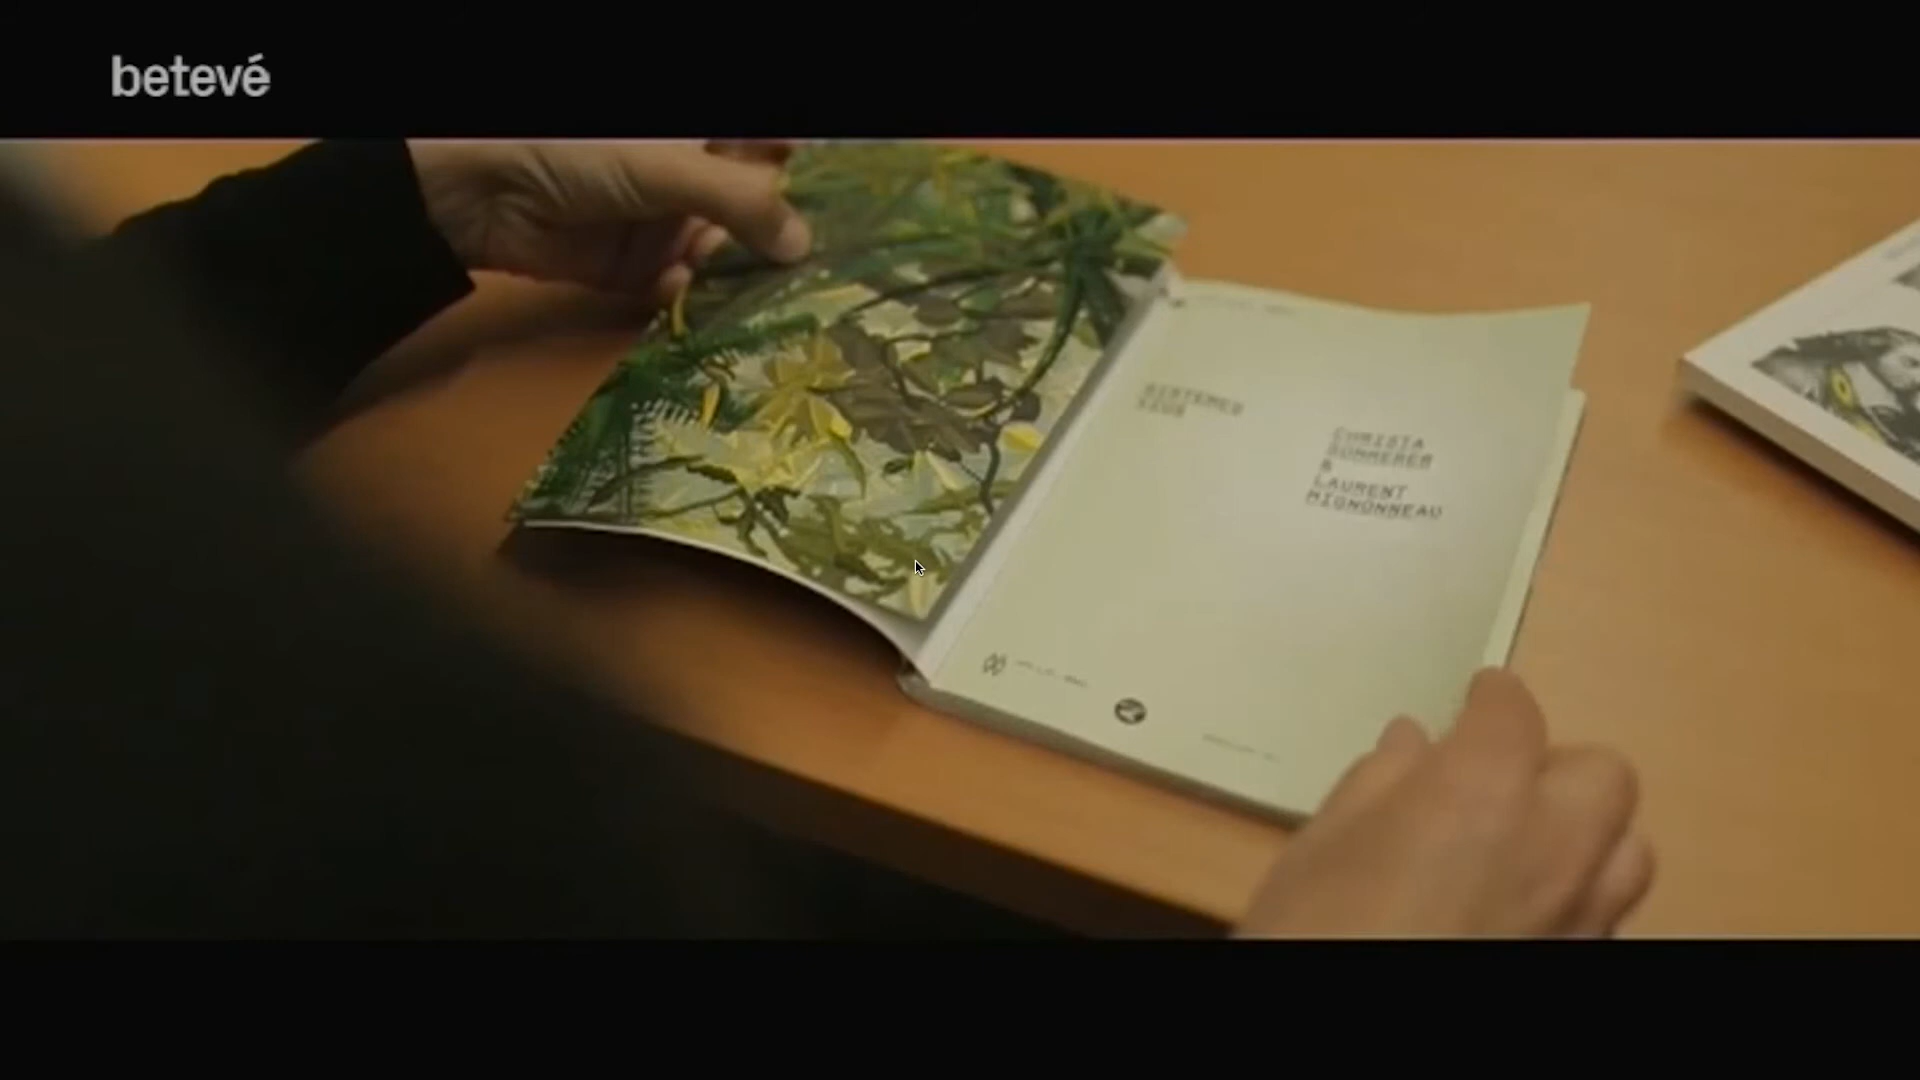 betevé
SISTEMES
VIUS
CHRISTA
SOMMERER
&
LAURENT
MIGNONNEAU